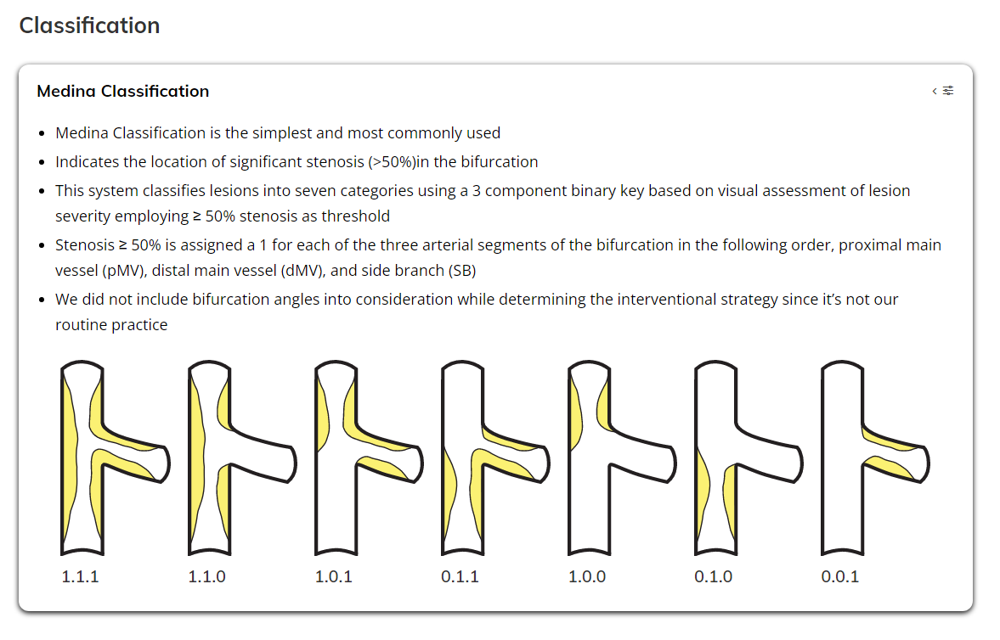 Classification
Medina Classification
• Medina Classification is the simplest and most commonly used
• Indicates the location of significant stenosis (>50%)in the bifurcation
• This system classifies lesions into seven categories using a 3 component binary key based on visual assessment of lesion
severity employing ≥ 50% stenosis as threshold
• Stenosis ≥ 50% is assigned a 1 for each of the three arterial segments of the bifurcation in the following order, proximal main
vessel (pMV), distal main vessel (dMV), and side branch (SB)
• We did not include bifurcation angles into consideration while determining the interventional strategy since it’s not our
routine practice
1.1.1 1.1.0 1.0.1 0.1.1 1.0.0 0.1.0 0.0.1